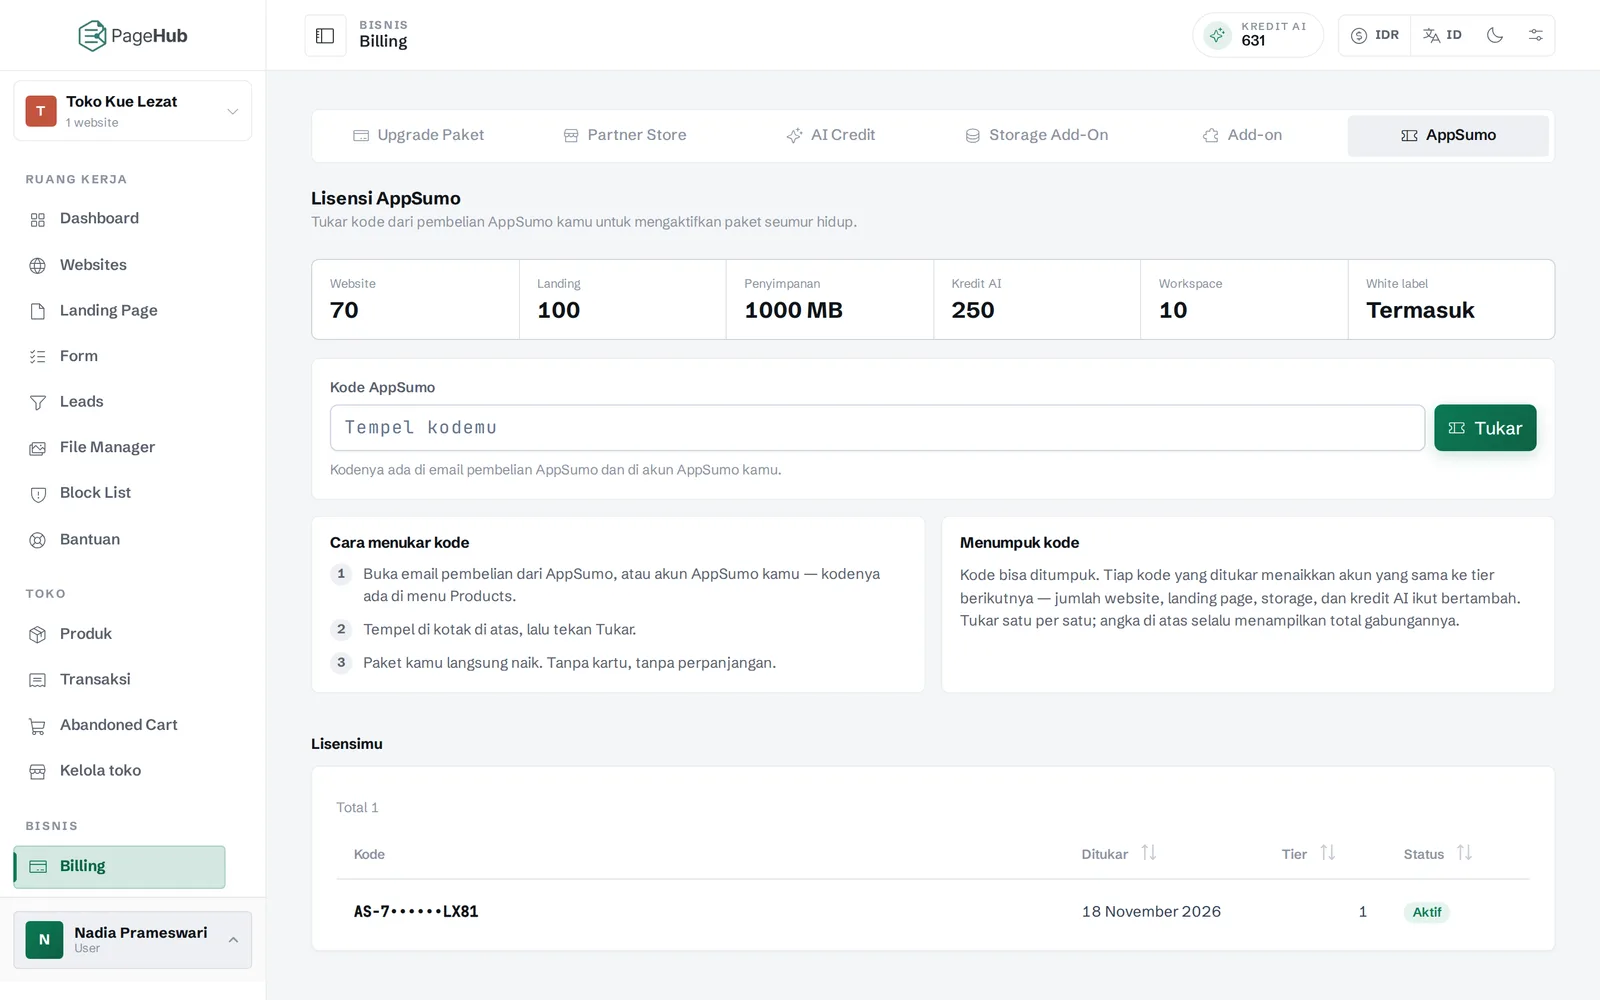 PageHub
BISNIS
Billing
KREDIT AI
631
IDR
ID
T
Toko Kue Lezat
1 website
RUANG KERJA
Dashboard
Websites
Landing Page
Form
Leads
File Manager
Block List
Bantuan
TOKO
Produk
Transaksi
Abandoned Cart
Kelola toko
BISNIS
Billing
N
Nadia Prameswari
User
Upgrade Paket
Partner Store
AI Credit
Storage Add-On
Add-on
AppSumo
Lisensi AppSumo
Tukar kode dari pembelian AppSumo kamu untuk mengaktifkan paket seumur hidup.
Website
70
Landing
100
Penyimpanan
1000 MB
Kredit AI
250
Workspace
10
White label
Termasuk
Kode AppSumo
Tempel kodemu
Tukar
Kodenya ada di email pembelian AppSumo dan di akun AppSumo kamu.
Cara menukar kode
1 Buka email pembelian dari AppSumo, atau akun AppSumo kamu — kodenya
ada di menu Products.
2 Tempel di kotak di atas, lalu tekan Tukar.
3 Paket kamu langsung naik. Tanpa kartu, tanpa perpanjangan.
Menumpuk kode
Kode bisa ditumpuk. Tiap kode yang ditukar menaikkan akun yang sama ke tier
berikutnya — jumlah website, landing page, storage, dan kredit AI ikut bertambah.
Tukar satu per satu; angka di atas selalu menampilkan total gabungannya.
Lisensimu
Total 1
Kode Ditukar Tier Status
AS-7••••••LX81 18 November 2026 1 Aktif